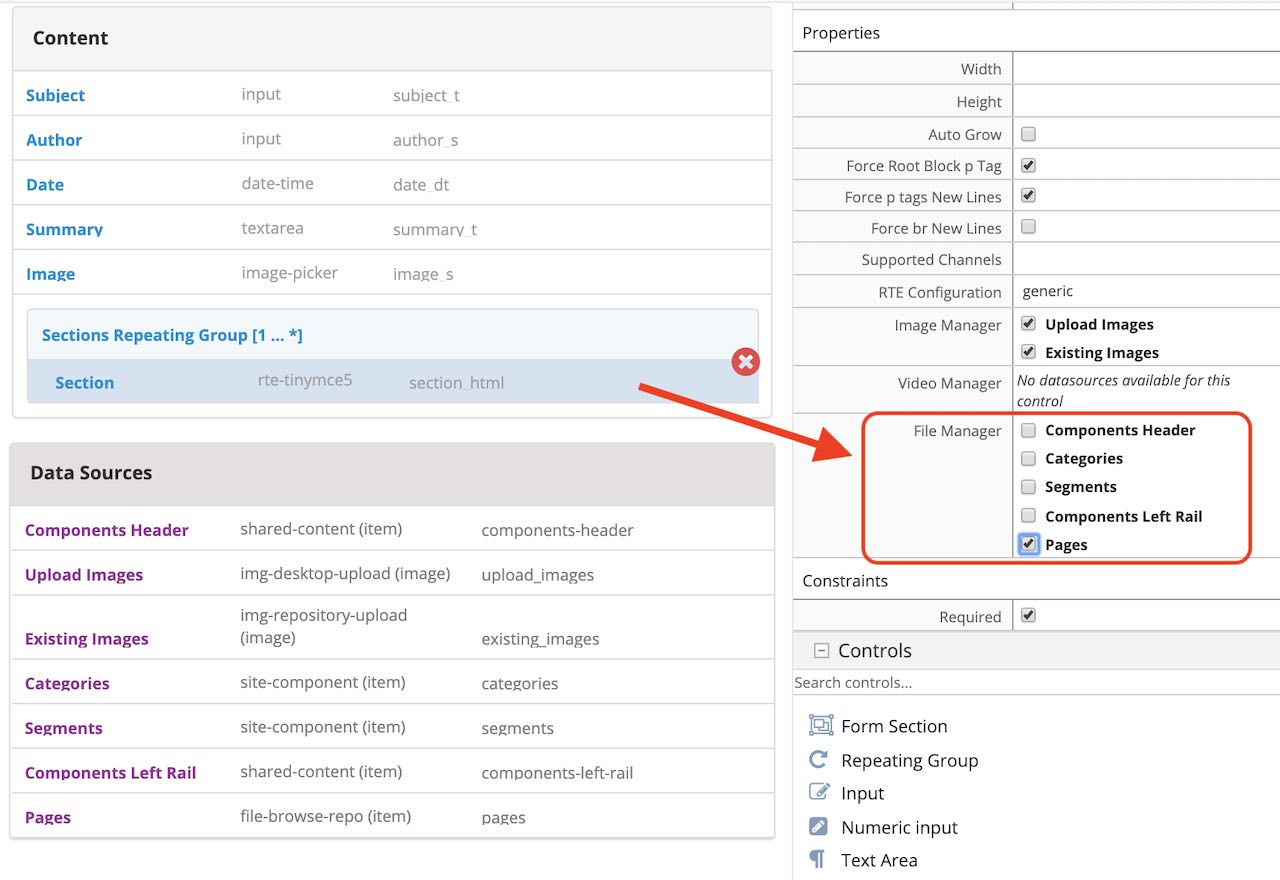 Content
Subject input subject_t
Author input author_s
Date date-time date_dt
Summary textarea summary_t
Image image-picker image_s
Sections Repeating Group [1 ... *]
Section rte-tinymce5 section_html
Data Sources
Components Header shared-content (item) components-header
Upload Images img-desktop-upload (image) upload_images
Existing Images img-repository-upload (image) existing_images
Categories site-component (item) categories
Segments site-component (item) segments
Components Left Rail shared-content (item) components-left-rail
Pages file-browse-repo (item) pages
Properties
Width
Height
Auto Grow
Force Root Block p Tag
Force p tags New Lines
Force br New Lines
Supported Channels
RTE Configuration generic
Image Manager Upload Images
Existing Images
Video Manager No datasources available for this
control
File Manager Components Header
Categories
Segments
Components Left Rail
Pages
Constraints
Required
Controls
Search controls...
Form Section
Repeating Group
Input
Numeric input
Text Area